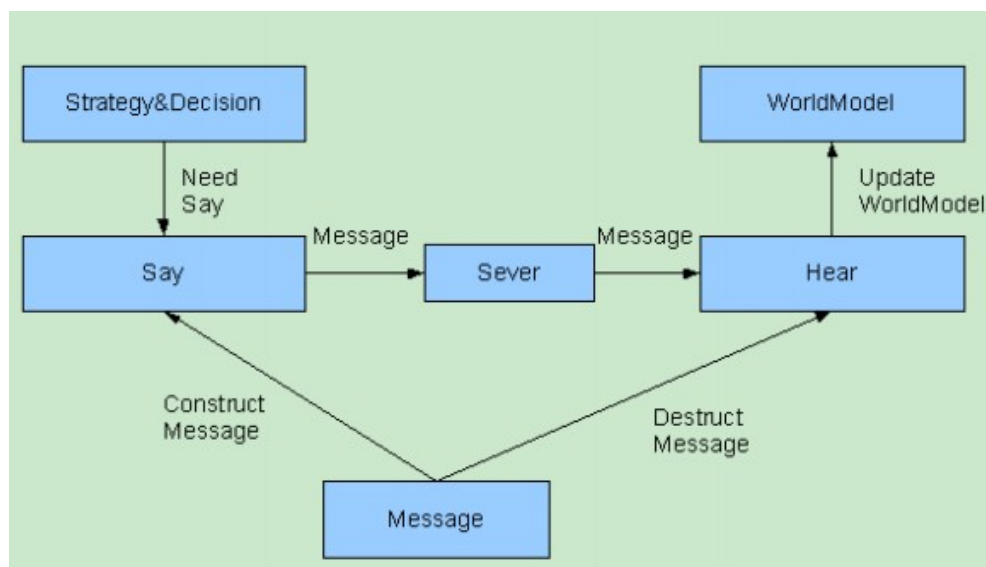 Strategy&Decision
WorldModel
Need
Say
Update
WorldModel
Message
Message
Say
Sever
Hear
Construct
Message
Destruct
Message
Message